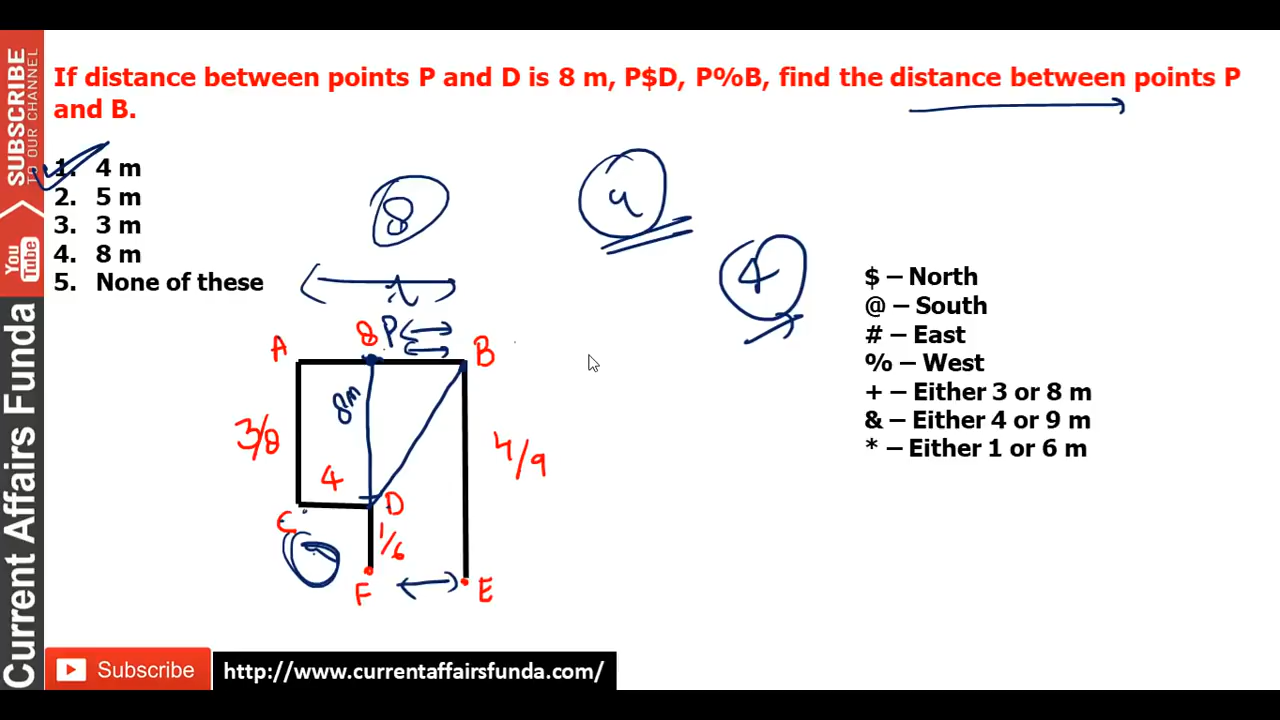 If distance between points P and D is 8 m, P$D, P%B, find the distance between points P
and B.
1. 4 m
2. 5 m
3. 3 m
4. 8 m
5. None of these
8
4
$ – North
@ – South
# – East
% – West
+ – Either 3 or 8 m
& – Either 4 or 9 m
* – Either 1 or 6 m
8 P
A B
8m
3/8
4/9
4
C D
1/6
F E
SUBSCRIBE
TO OUR CHANNEL
You Tube
Current Affairs Funda
Subscribe
http://www.currentaffairsfunda.com/